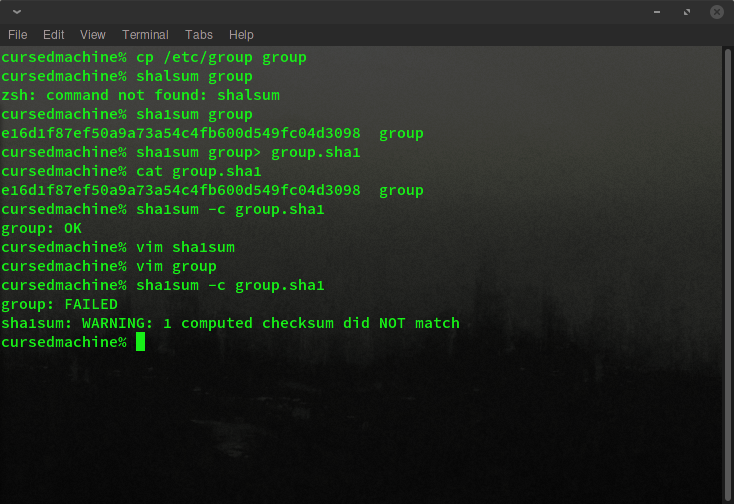 File Edit View Terminal Tabs Help
cursedmachine% cp /etc/group group
cursedmachine% shalsum group
zsh: command not found: shalsum
cursedmachine% sha1sum group
e16d1f87ef50a9a73a54c4fb600d549fc04d3098  group
cursedmachine% sha1sum group> group.sha1
cursedmachine% cat group.sha1
e16d1f87ef50a9a73a54c4fb600d549fc04d3098  group
cursedmachine% sha1sum -c group.sha1
group: OK
cursedmachine% vim sha1sum
cursedmachine% vim group
cursedmachine% sha1sum -c group.sha1
group: FAILED
sha1sum: WARNING: 1 computed checksum did NOT match
cursedmachine%